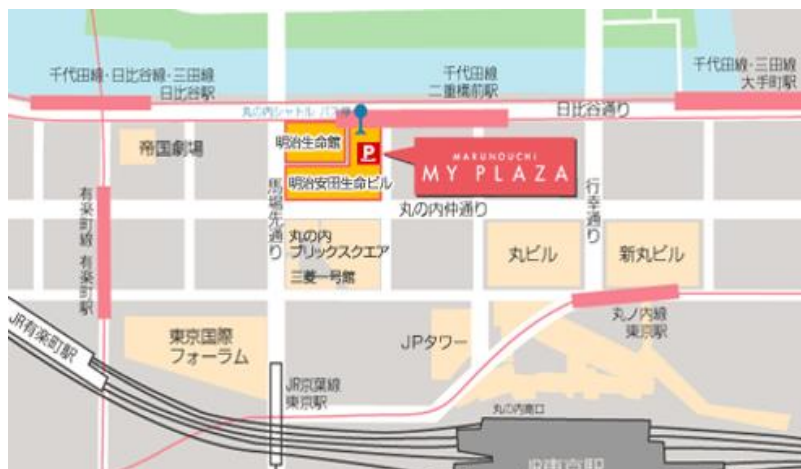 千代田線・日比谷線・三田線
日比谷駅
千代田線
二重橋前駅
千代田線・三田線
大手町駅
丸の内シャトル バス停
日比谷通り
帝国劇場
明治生命館
P
MARUNOUCHI
MY PLAZA
明治安田生命ビル
馬場先通り
丸の内仲通り
行幸通り
有楽町線 有楽町駅
丸の内
ブリックスクエア
三菱一号館
丸ビル
新丸ビル
JR有楽町駅
東京国際
フォーラム
JPタワー
丸ノ内線
東京駅
JR京葉線
東京駅
丸の内南口
JR東京駅